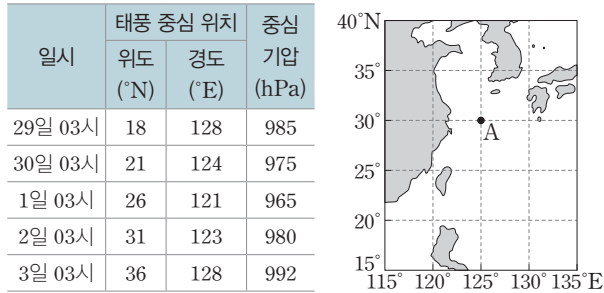 일시 태풍 중심 위치 중심 기압 (hPa)
위도 (°N) 경도 (°E)
29일 03시 18 128 985
30일 03시 21 124 975
1일 03시 26 121 965
2일 03시 31 123 980
3일 03시 36 128 992
40°N
35°
30°
A
25°
20°
15°
115° 120° 125° 130° 135°E